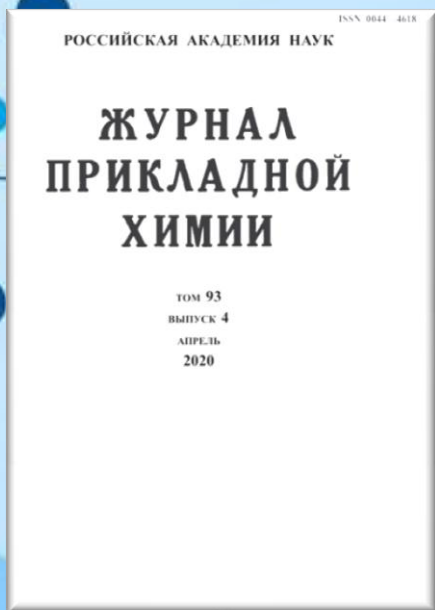 ISSN 0044 4618
РОССИЙСКАЯ АКАДЕМИЯ НАУК
ЖУРНАЛ
ПРИКЛАДНОЙ
ХИМИИ
ТОМ 93
ВЫПУСК 4
АПРЕЛЬ
2020